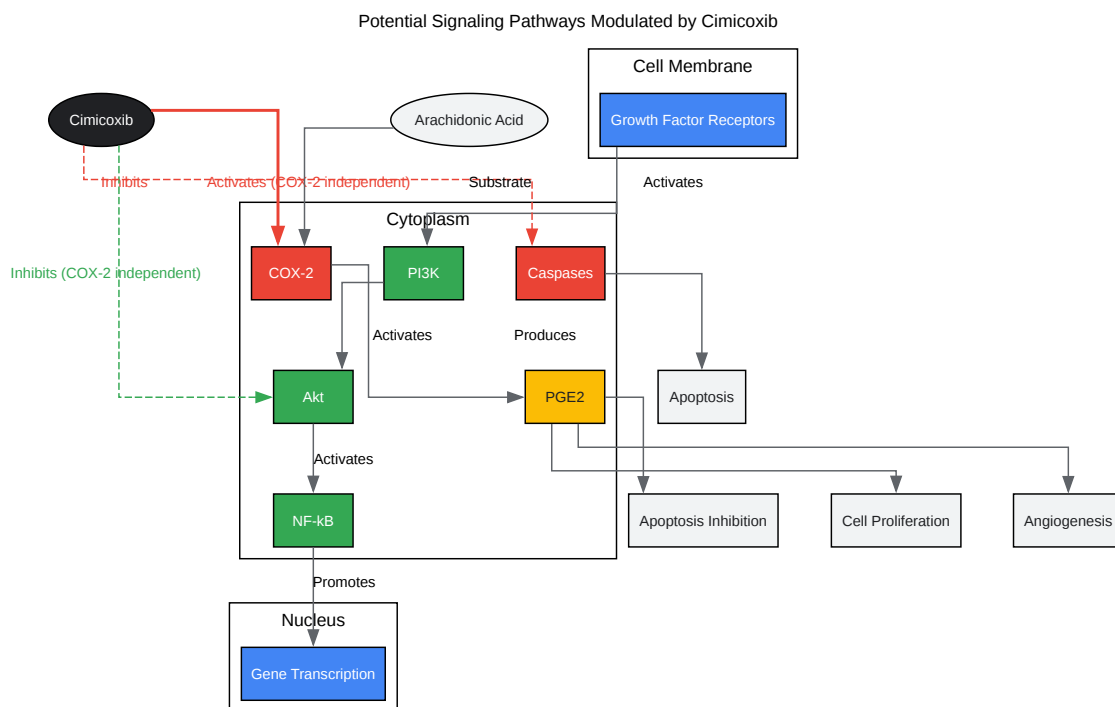 Potential Signaling Pathways Modulated by Cimicoxib
Cell Membrane
Cimicoxib
Arachidonic Acid
Growth Factor Receptors
Inhibits
Activates (COX-2 independent)
Substrate
Activates
Cytoplasm
COX-2
PI3K
Caspases
Inhibits (COX-2 independent)
Activates
Produces
Akt
PGE2
Apoptosis
Activates
NF-kB
Apoptosis Inhibition
Cell Proliferation
Angiogenesis
Promotes
Nucleus
Gene Transcription